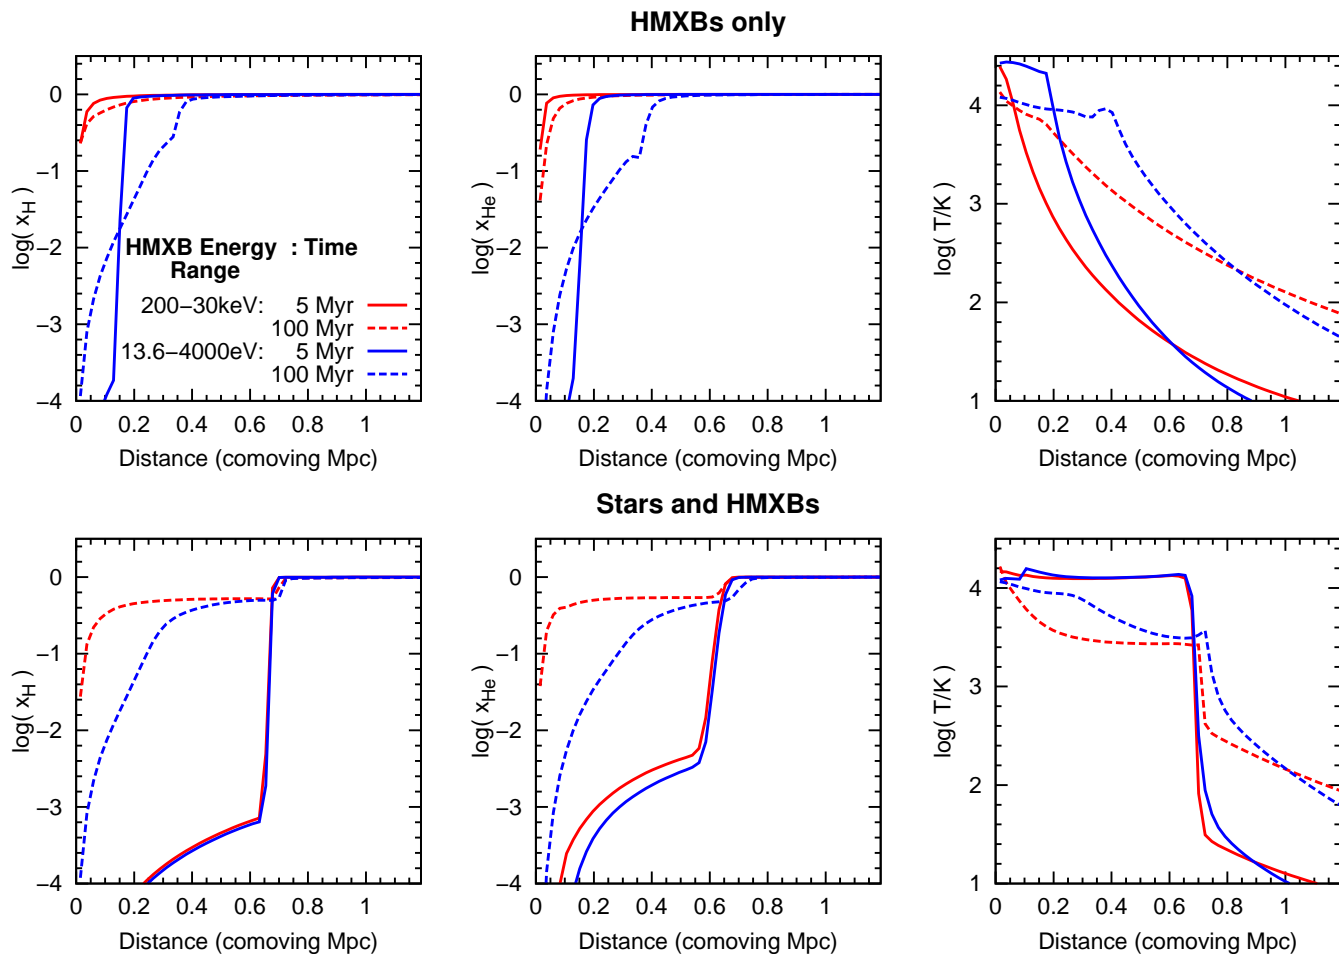 HMXBs only
log( x_H )
0
−1
−2
−3
−4
HMXB Energy : Time
Range
200−30keV: 5 Myr
100 Myr
13.6−4000eV: 5 Myr
100 Myr
0 0.2 0.4 0.6 0.8 1
Distance (comoving Mpc)
log( x_He )
0
−1
−2
−3
−4
0 0.2 0.4 0.6 0.8 1
Distance (comoving Mpc)
log( T/K )
4
3
2
1
0 0.2 0.4 0.6 0.8 1
Distance (comoving Mpc)
Stars and HMXBs
log( x_H )
0
−1
−2
−3
−4
0 0.2 0.4 0.6 0.8 1
Distance (comoving Mpc)
log( x_He )
0
−1
−2
−3
−4
0 0.2 0.4 0.6 0.8 1
Distance (comoving Mpc)
log( T/K )
4
3
2
1
0 0.2 0.4 0.6 0.8 1
Distance (comoving Mpc)